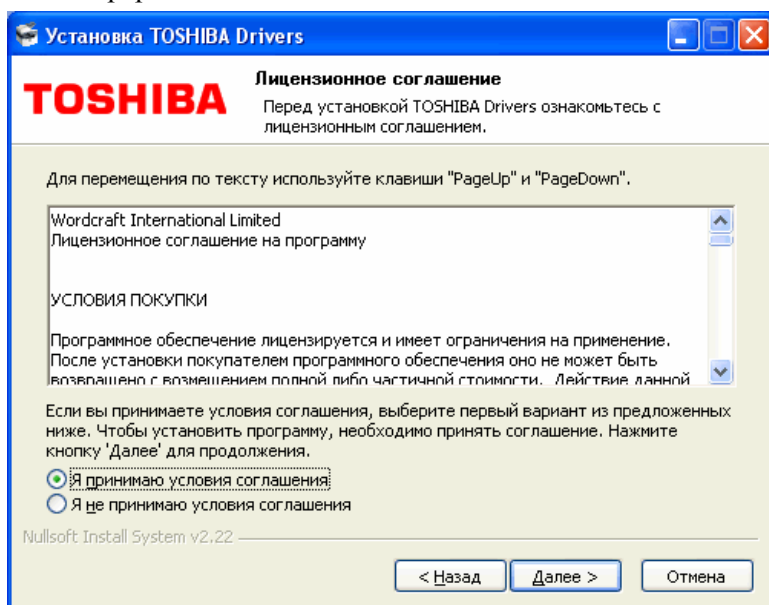 Установка TOSHIBA Drivers
TOSHIBA
Лицензионное соглашение
Перед установкой TOSHIBA Drivers ознакомьтесь с
лицензионным соглашением.
Для перемещения по тексту используйте клавиши "PageUp" и "PageDown".
Wordcraft International Limited
Лицензионное соглашение на программу
УСЛОВИЯ ПОКУПКИ
Программное обеспечение лицензируется и имеет ограничения на применение.
После установки покупателем программного обеспечения оно не может быть
возвращено с возмещением полной либо частичной стоимости. Действие данной
Если вы принимаете условия соглашения, выберите первый вариант из предложенных
ниже. Чтобы установить программу, необходимо принять соглашение. Нажмите
кнопку 'Далее' для продолжения.
Я принимаю условия соглашения
Я не принимаю условия соглашения
Nullsoft Install System v2.22
< Назад
Далее >
Отмена